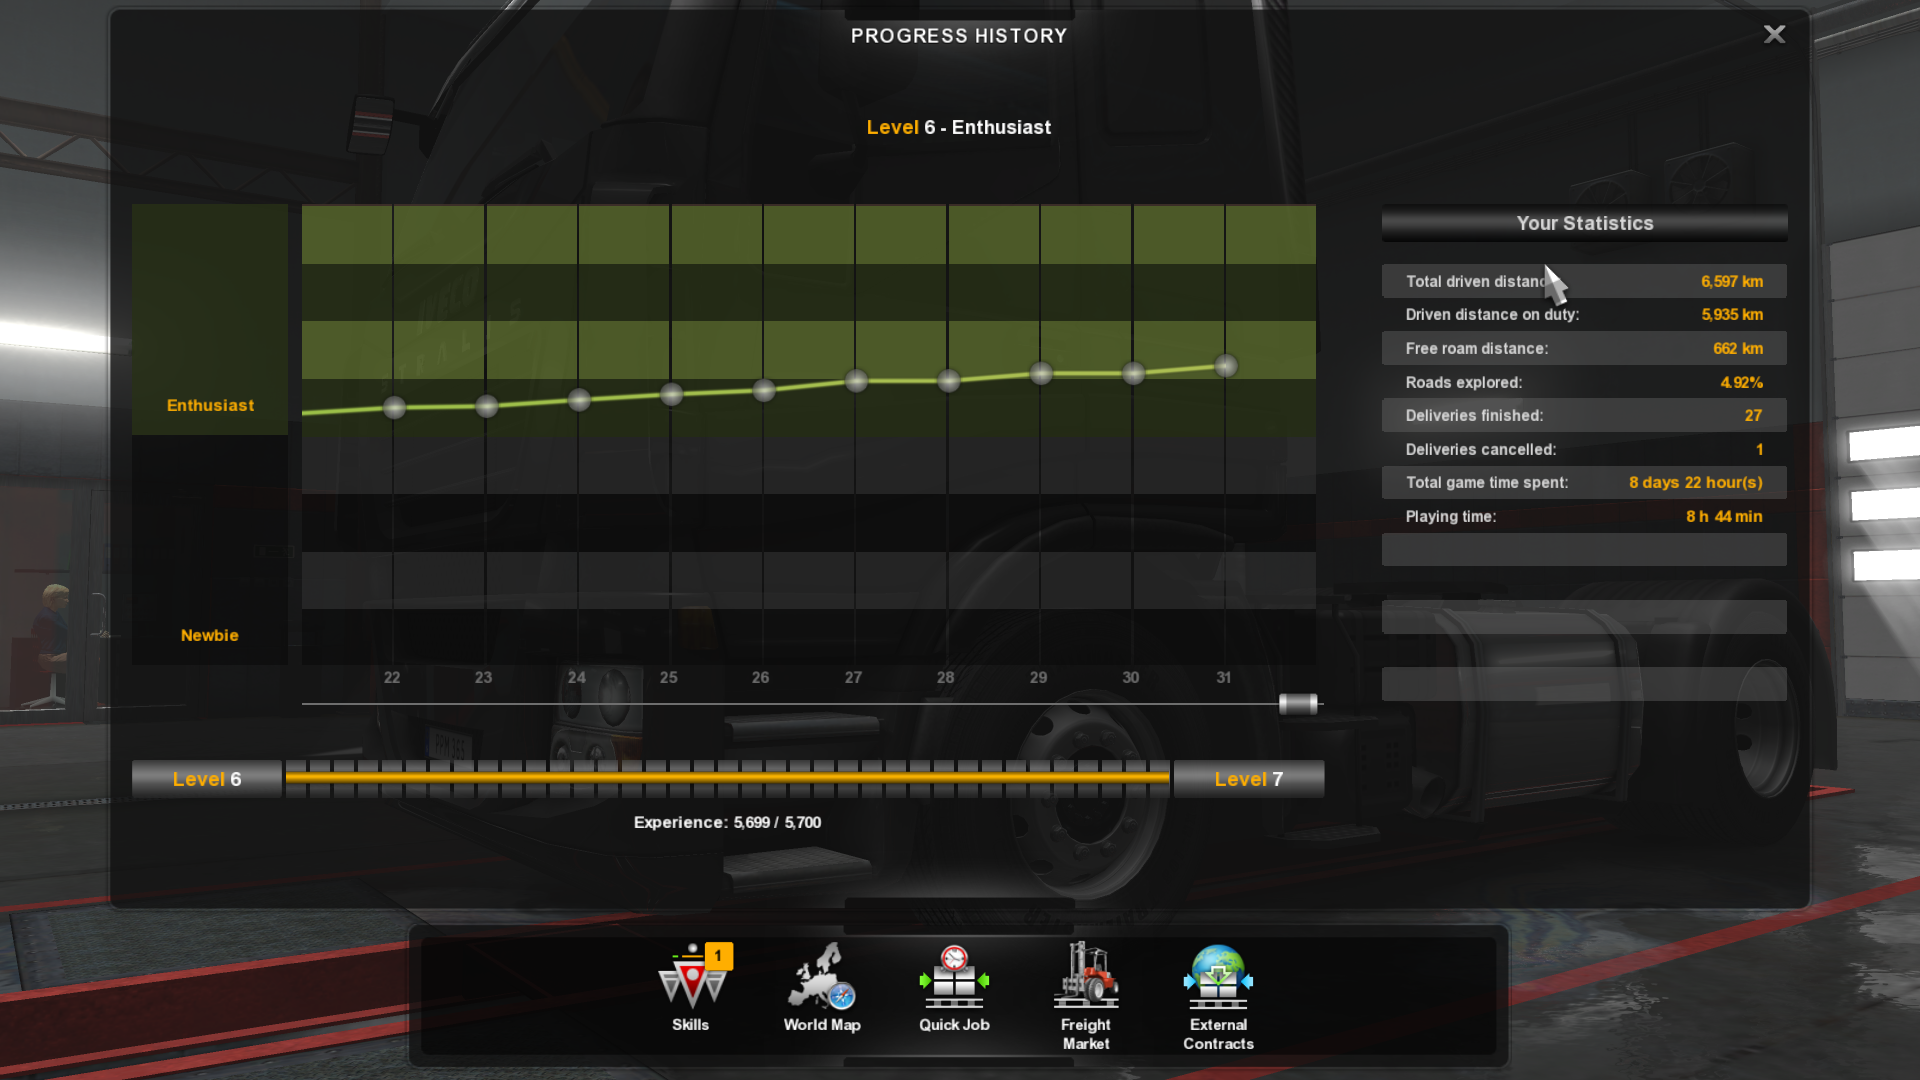 PROGRESS HISTORY
Level 6 - Enthusiast
Enthusiast
Newbie
22 23 24 25 26 27 28 29 30 31
Level 6
Level 7
Experience: 5,699 / 5,700
Your Statistics
Total driven distanc 6,597 km
Driven distance on duty: 5,935 km
Free roam distance: 662 km
Roads explored: 4.92%
Deliveries finished: 27
Deliveries cancelled: 1
Total game time spent: 8 days 22 hour(s)
Playing time: 8 h 44 min
1
Skills
World Map
Quick Job
Freight
Market
External
Contracts
IVECO